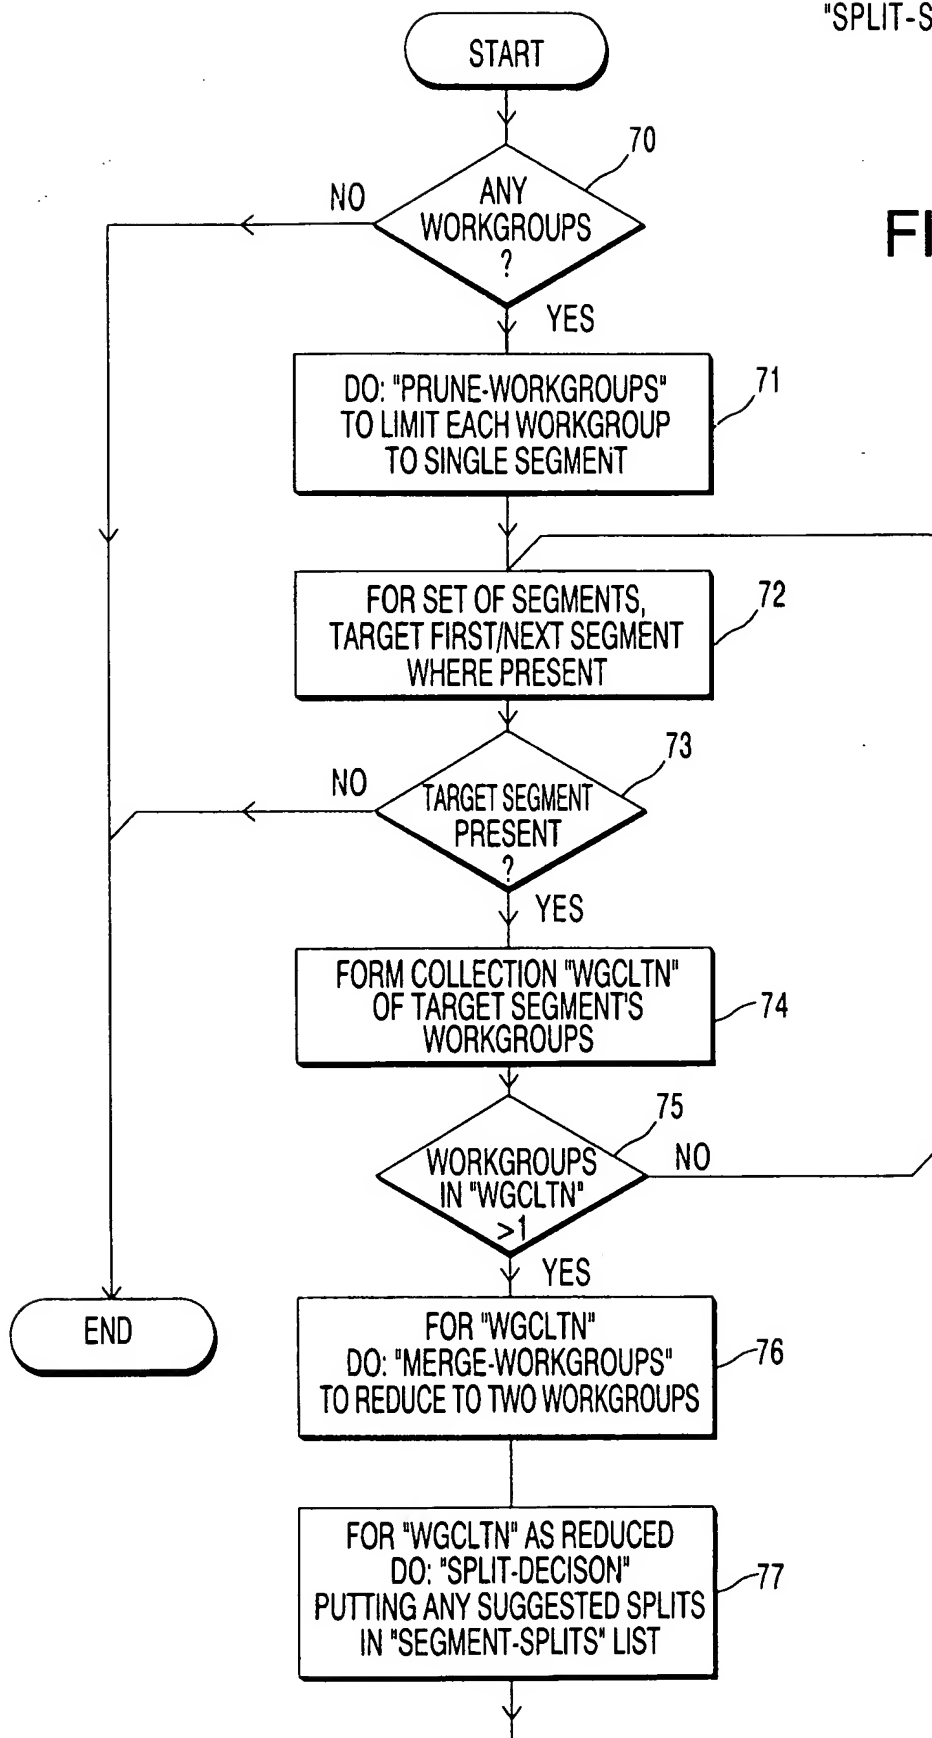 "SPLIT-S
START
70
NO
ANY
WORKGROUPS
?
FI
YES
DO: "PRUNE-WORKGROUPS"
TO LIMIT EACH WORKGROUP
TO SINGLE SEGMENT
71
FOR SET OF SEGMENTS,
TARGET FIRST/NEXT SEGMENT
WHERE PRESENT
72
73
NO
TARGET SEGMENT
PRESENT
?
YES
FORM COLLECTION "WGCLTN"
OF TARGET SEGMENT'S
WORKGROUPS
74
75
WORKGROUPS
IN "WGCLTN"
>1
NO
YES
END
FOR "WGCLTN"
DO: "MERGE-WORKGROUPS"
TO REDUCE TO TWO WORKGROUPS
76
FOR "WGCLTN" AS REDUCED
DO: "SPLIT-DECISON"
PUTTING ANY SUGGESTED SPLITS
IN "SEGMENT-SPLITS" LIST
77